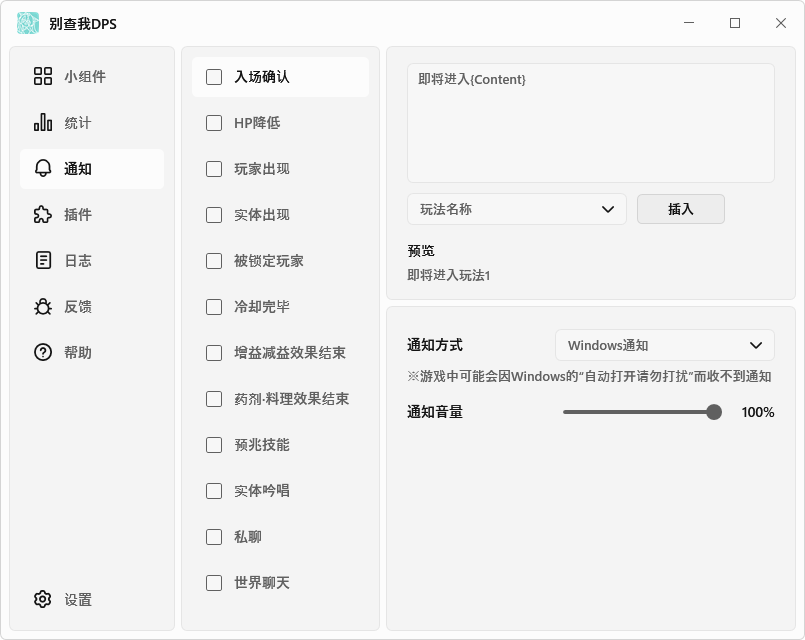 别查我DPS
小组件
统计
通知
插件
日志
反馈
帮助
设置
入场确认
HP降低
玩家出现
实体出现
被锁定玩家
冷却完毕
增益减益效果结束
药剂·料理效果结束
预兆技能
实体吟唱
私聊
世界聊天
即将进入{Content}
玩法名称
插入
预览
即将进入玩法1
通知方式
Windows通知
※游戏中可能会因Windows的“自动打开请勿打扰”而收不到通知
通知音量
100%